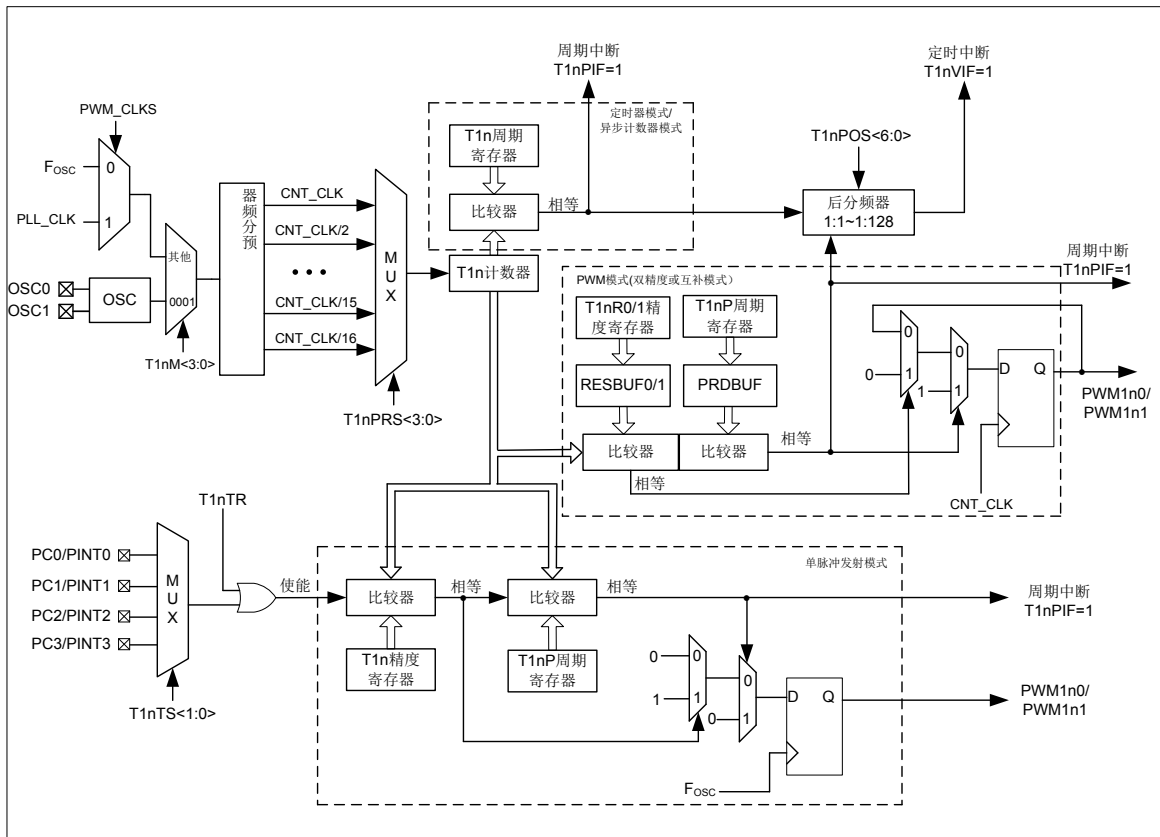 周期中断
T1nPIF=1
定时中断
T1nVIF=1
PWM_CLKS
FOSC
0
PLL_CLK
1
OSC0
OSC1
OSC
其他
0001
T1nM<3:0>
器频分预
CNT_CLK
CNT_CLK/2
•••
CNT_CLK/15
CNT_CLK/16
MUX
T1nPRS<3:0>
定时器模式/
异步计数器模式
T1n周期
寄存器
比较器
相等
T1n计数器
T1nPOS<6:0>
后分频器
1:1~1:128
周期中断
T1nPIF=1
PWM模式(双精度或互补模式)
T1nR0/1精
度寄存器
T1nP周期
寄存器
RESBUF0/1
PRDBUF
比较器
比较器
相等
相等
0
0
1
0
1
1
D
Q
CNT_CLK
PWM1n0/
PWM1n1
T1nTR
PC0/PINT0
PC1/PINT1
PC2/PINT2
PC3/PINT3
MUX
T1nTS<1:0>
使能
单脉冲发射模式
比较器
相等
比较器
相等
T1n精度
寄存器
T1nP周期
寄存器
周期中断
T1nPIF=1
0
0
1
1
0
0
1
D
Q
FOSC
PWM1n0/
PWM1n1